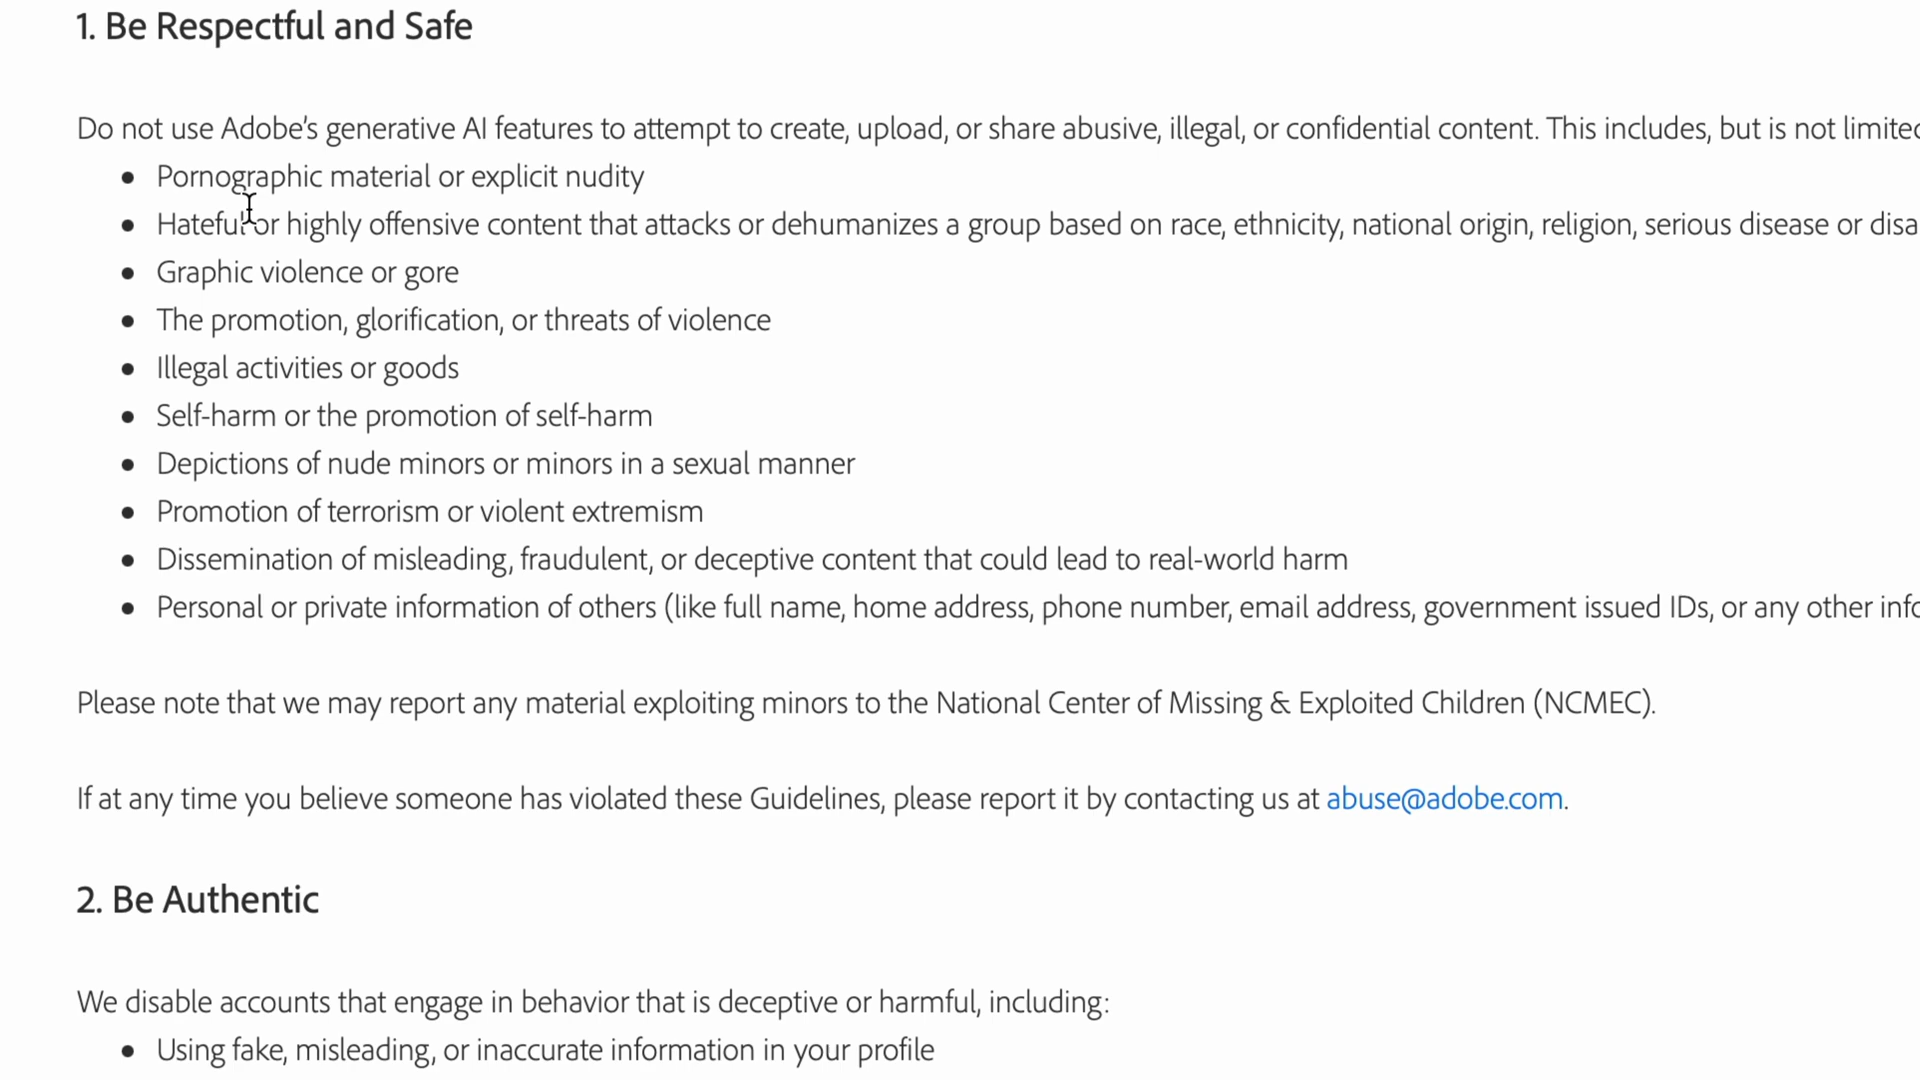 1. Be Respectful and Safe
Do not use Adobe's generative AI features to attempt to create, upload, or share abusive, illegal, or confidential content. This includes, but is not limited
• Pornographic material or explicit nudity
• Hateful or highly offensive content that attacks or dehumanizes a group based on race, ethnicity, national origin, religion, serious disease or disa
• Graphic violence or gore
• The promotion, glorification, or threats of violence
• Illegal activities or goods
• Self-harm or the promotion of self-harm
• Depictions of nude minors or minors in a sexual manner
• Promotion of terrorism or violent extremism
• Dissemination of misleading, fraudulent, or deceptive content that could lead to real-world harm
• Personal or private information of others (like full name, home address, phone number, email address, government issued IDs, or any other info
Please note that we may report any material exploiting minors to the National Center of Missing & Exploited Children (NCMEC).
If at any time you believe someone has violated these Guidelines, please report it by contacting us at abuse@adobe.com.
2. Be Authentic
We disable accounts that engage in behavior that is deceptive or harmful, including:
• Using fake, misleading, or inaccurate information in your profile